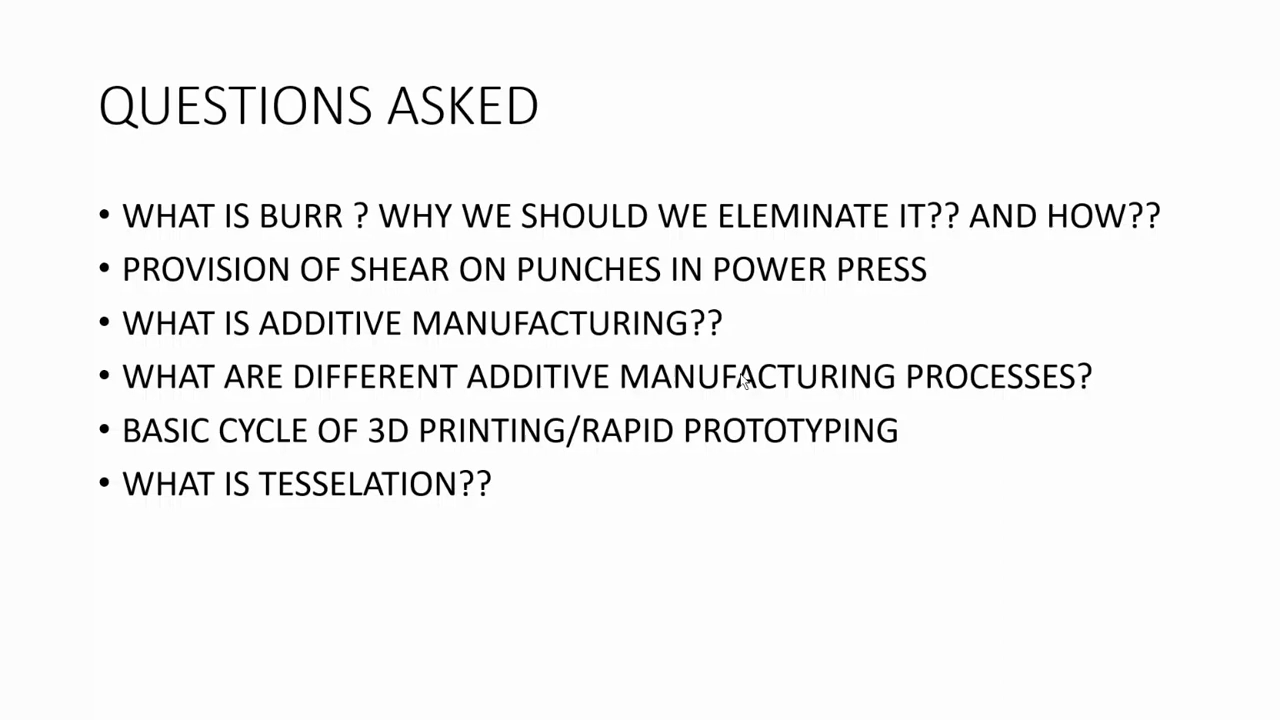 QUESTIONS ASKED
• WHAT IS BURR ? WHY WE SHOULD WE ELEMINATE IT?? AND HOW??
• PROVISION OF SHEAR ON PUNCHES IN POWER PRESS
• WHAT IS ADDITIVE MANUFACTURING??
• WHAT ARE DIFFERENT ADDITIVE MANUFACTURING PROCESSES?
• BASIC CYCLE OF 3D PRINTING/RAPID PROTOTYPING
• WHAT IS TESSELATION??